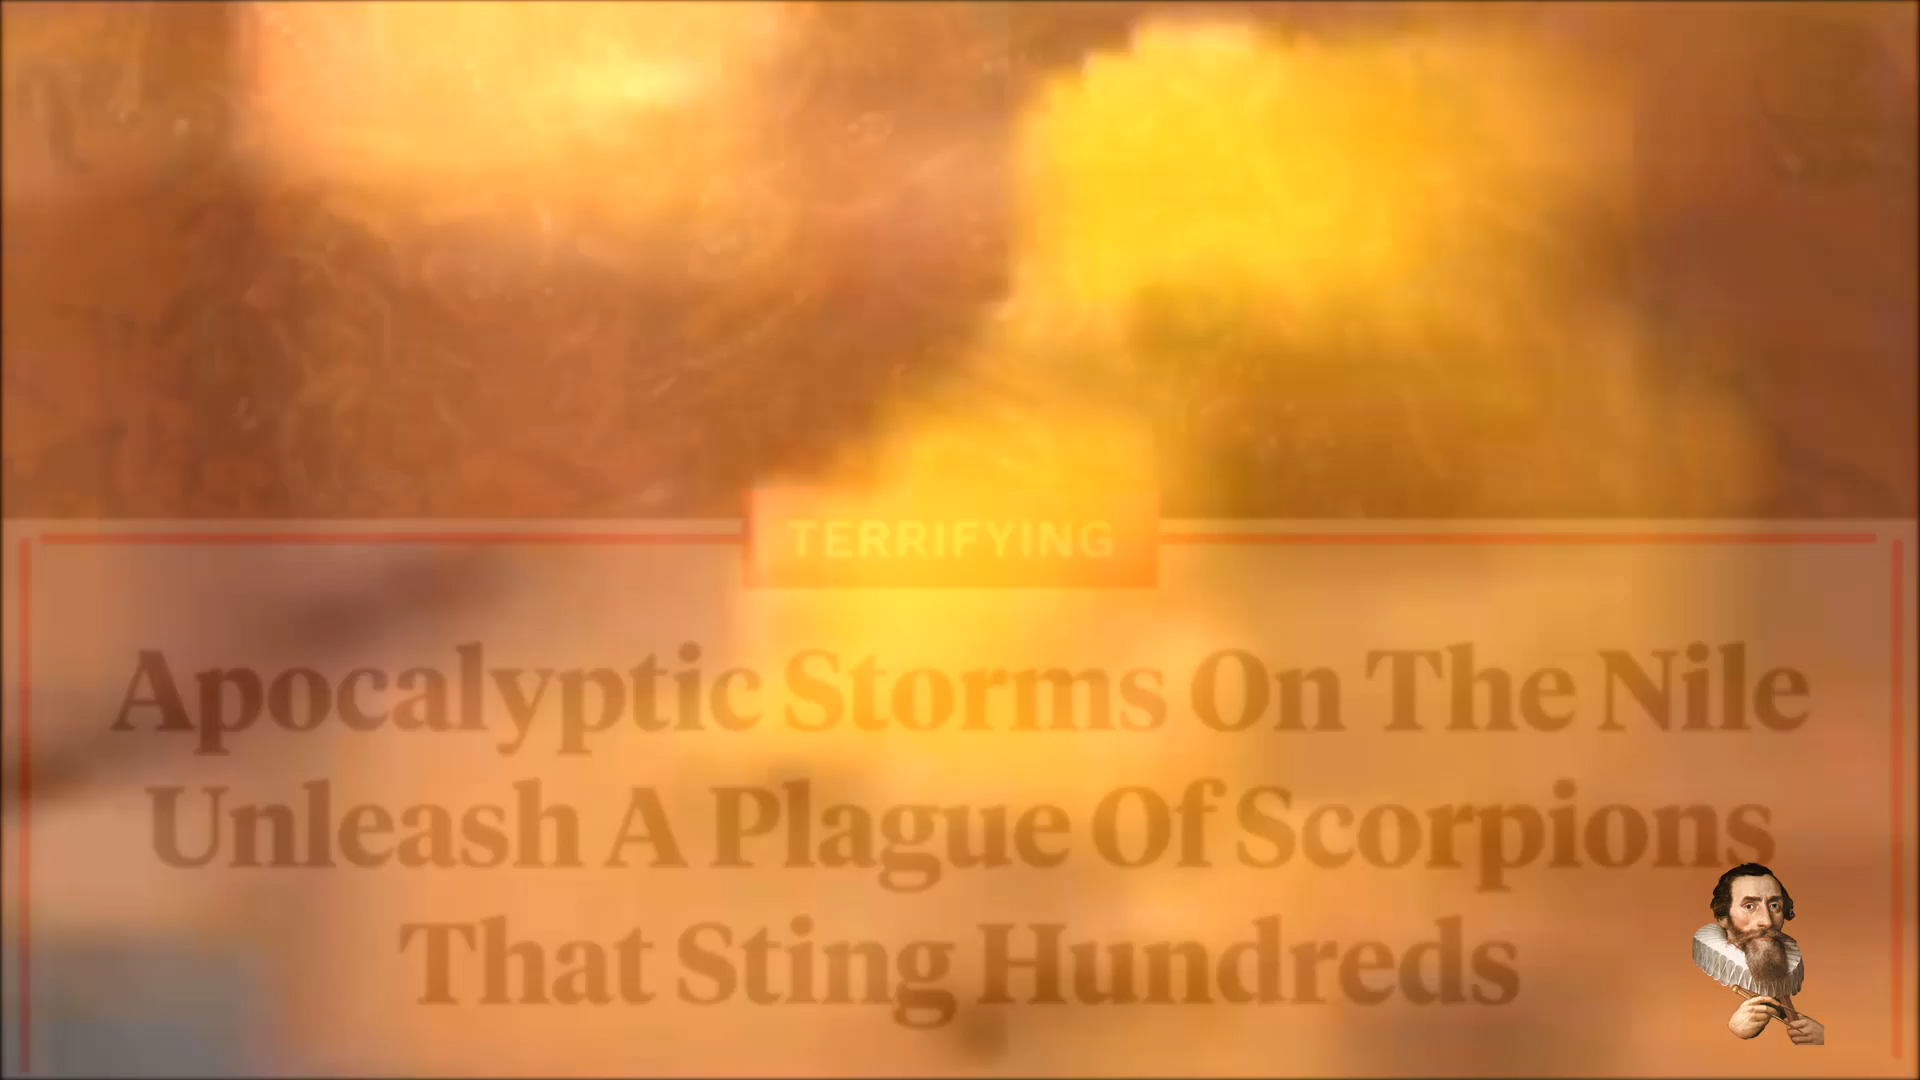 TERRIFYING
Apocalyptic Storms On The Nile
Unleash A Plague Of Scorpions
That Sting Hundreds